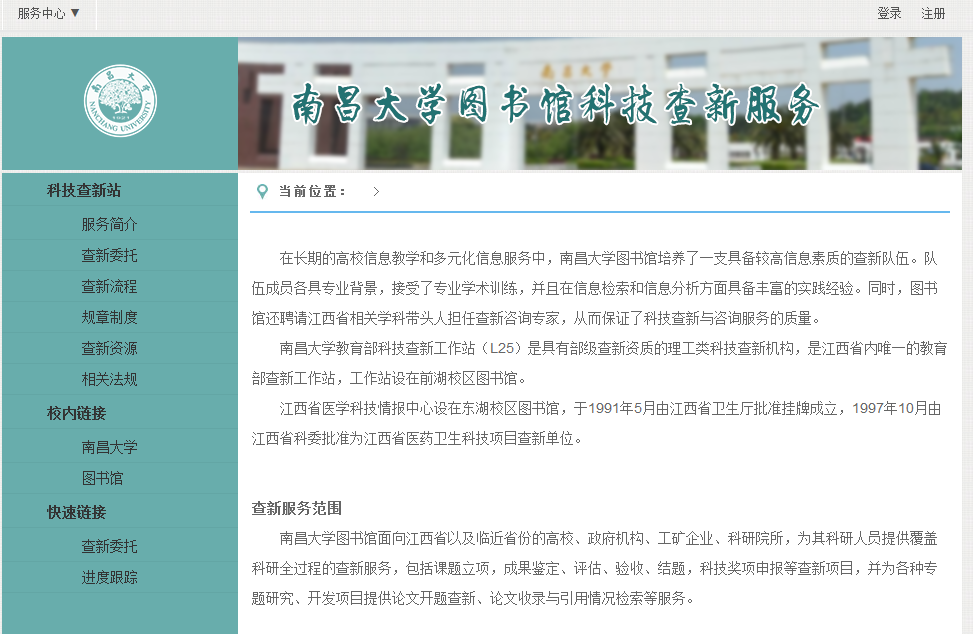 服务中心 ▼
登录 注册
南昌大学
NANCHANG UNIVERSITY
1921
南昌大学
南昌大学图书馆科技查新服务
科技查新站
服务简介
查新委托
查新流程
规章制度
查新资源
相关法规
校内链接
南昌大学
图书馆
快速链接
查新委托
进度跟踪
当前位置： >
在长期的高校信息教学和多元化信息服务中，南昌大学图书馆培养了一支具备较高信息素质的查新队伍。队
伍成员各具专业背景，接受了专业学术训练，并且在信息检索和信息分析方面具备丰富的实践经验。同时，图书
馆还聘请江西省相关学科带头人担任查新咨询专家，从而保证了科技查新与咨询服务的质量。
南昌大学教育部科技查新工作站（L25）是具有部级查新资质的理工类科技查新机构，是江西省内唯一的教育
部查新工作站，工作站设在前湖校区图书馆。
江西省医学科技情报中心设在东湖校区图书馆，于1991年5月由江西省卫生厅批准挂牌成立，1997年10月由
江西省科委批准为江西省医药卫生科技项目查新单位。
查新服务范围
南昌大学图书馆面向江西省以及临近省份的高校、政府机构、工矿企业、科研院所，为其科研人员提供覆盖
科研全过程的查新服务，包括课题立项，成果鉴定、评估、验收、结题，科技奖项申报等查新项目，并为各种专
题研究、开发项目提供论文开题查新、论文收录与引用情况检索等服务。